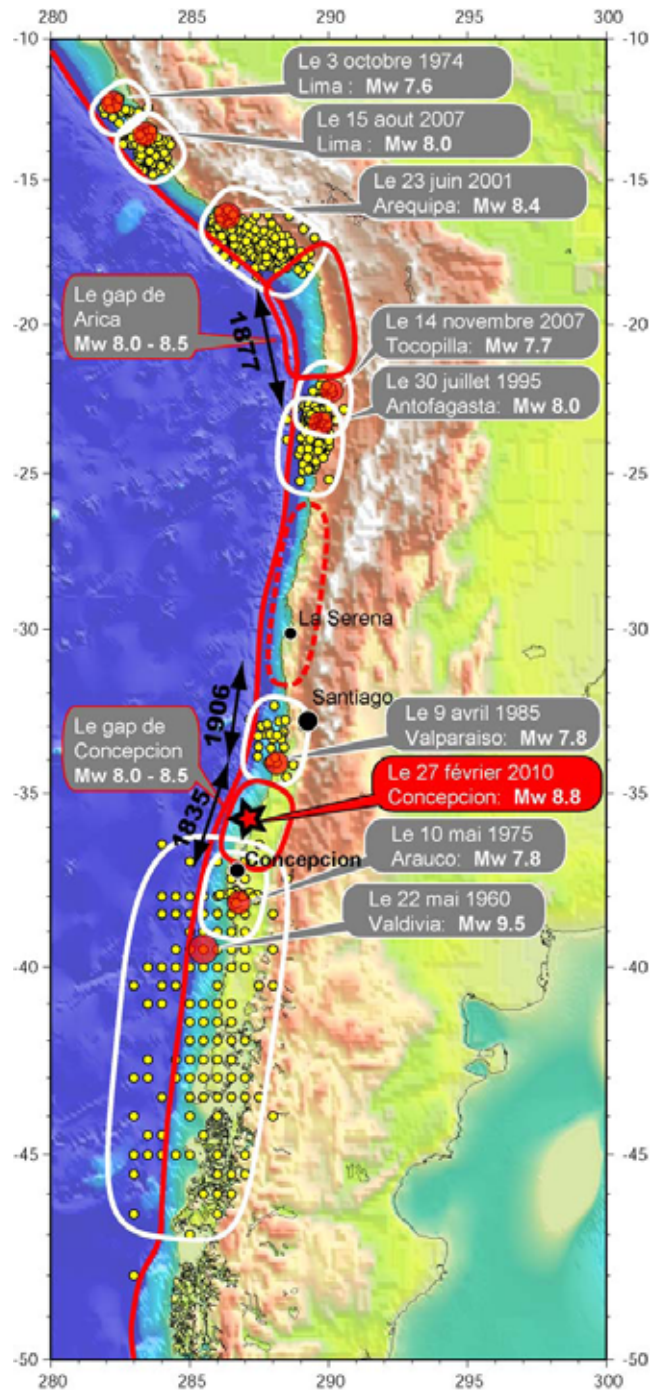 280 285 290 295 300
-10 -10
Le 3 octobre 1974
Lima : Mw 7.6
Le 15 aout 2007
Lima : Mw 8.0
-15 -15
Le 23 juin 2001
Arequipa: Mw 8.4
Le gap de
Arica
Mw 8.0 - 8.5
1877
-20 -20
Le 14 novembre 2007
Tocopilla: Mw 7.7
Le 30 juillet 1995
Antofagasta: Mw 8.0
-25 -25
La Serena
-30 -30
1906
Santiago
Le gap de
Concepcion
Mw 8.0 - 8.5
Le 9 avril 1985
Valparaiso: Mw 7.8
1835
Le 27 février 2010
Concepcion: Mw 8.8
-35 -35
Concepcion
Le 10 mai 1975
Arauco: Mw 7.8
Le 22 mai 1960
Valdivia: Mw 9.5
-40 -40
-45 -45
-50 -50
280 285 290 295 300